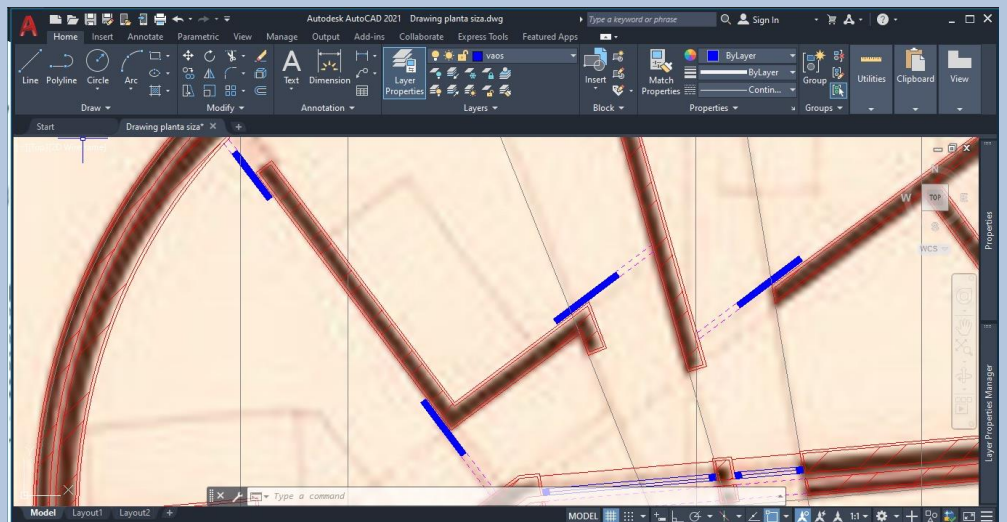 Autodesk AutoCAD 2021 Drawing planta siza.dwg
Type a keyword or phrase
Sign In
Home Insert Annotate Parametric View Manage Output Add-ins Collaborate Express Tools Featured Apps
Line Polyline Circle Arc
Draw
Modify
Text Dimension
Annotation
Layer
Properties
vaos
Layers
Insert
Block
Match
Properties
ByLayer
ByLayer
Contin...
Properties
Group
Groups
Utilities
Clipboard
View
Start
Drawing planta siza*
N
W TOP E
S
WCS
Properties
Layer Properties Manager
Type a command
X
Model Layout1 Layout2 +
MODEL
1:1